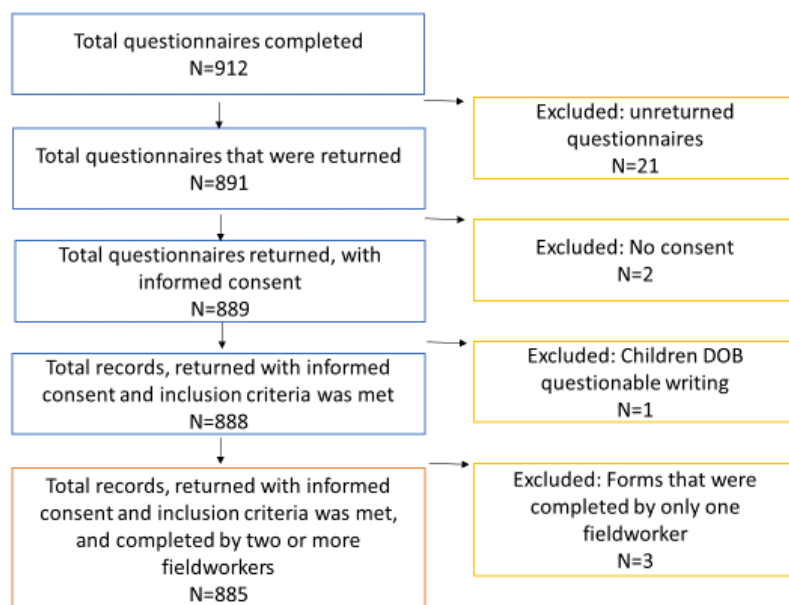 Total questionnaires completed
N=912
Excluded: unreturned
questionnaires
N=21
Total questionnaires that were returned
N=891
Excluded: No consent
N=2
Total questionnaires returned, with
informed consent
N=889
Excluded: Children DOB
questionable writing
N=1
Total records, returned with informed
consent and inclusion criteria was met
N=888
Excluded: Forms that were
completed by only one
fieldworker
N=3
Total records, returned with informed
consent and inclusion criteria was met,
and completed by two or more
fieldworkers
N=885